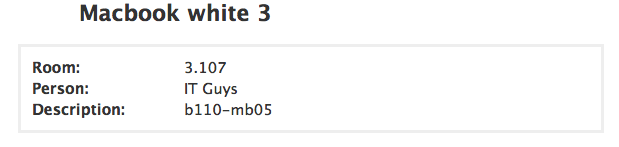 Macbook white 3
Room: 3.107
Person: IT Guys
Description: b110-mb05